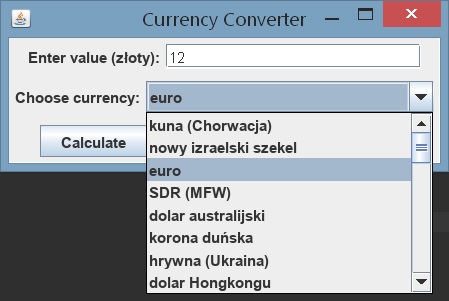 Currency Converter
Enter value (złoty): 12
Choose currency: euro
Calculate
kuna (Chorwacja)
nowy izraelski szekel
euro
SDR (MFW)
dolar australijski
korona duńska
hrywna (Ukraina)
dolar Hongkongu